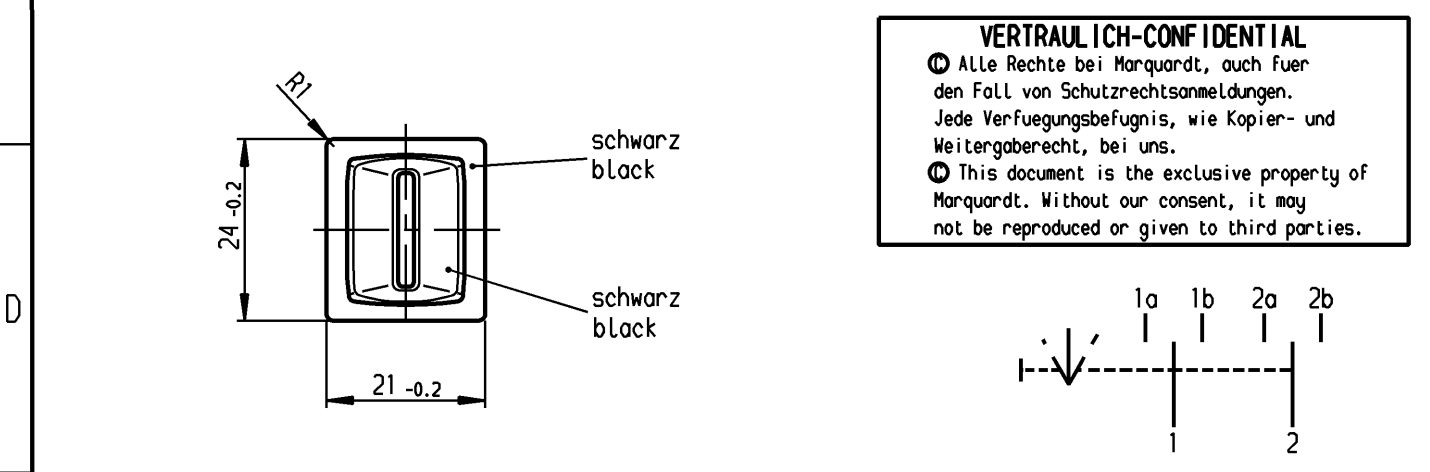 VERTRAULICH-CONFIDENTIAL
© Alle Rechte bei Marquardt, auch fuer
den Fall von Schutzrechtsanmeldungen.
Jede Verfuegungsbefugnis, wie Kopier- und
Weitergaberecht, bei uns.
© This document is the exclusive property of
Marquardt. Without our consent, it may
not be reproduced or given to third parties.
R1
schwarz
black
24 -0.2
schwarz
black
21 -0.2
D
1a 1b 2a 2b
1 2